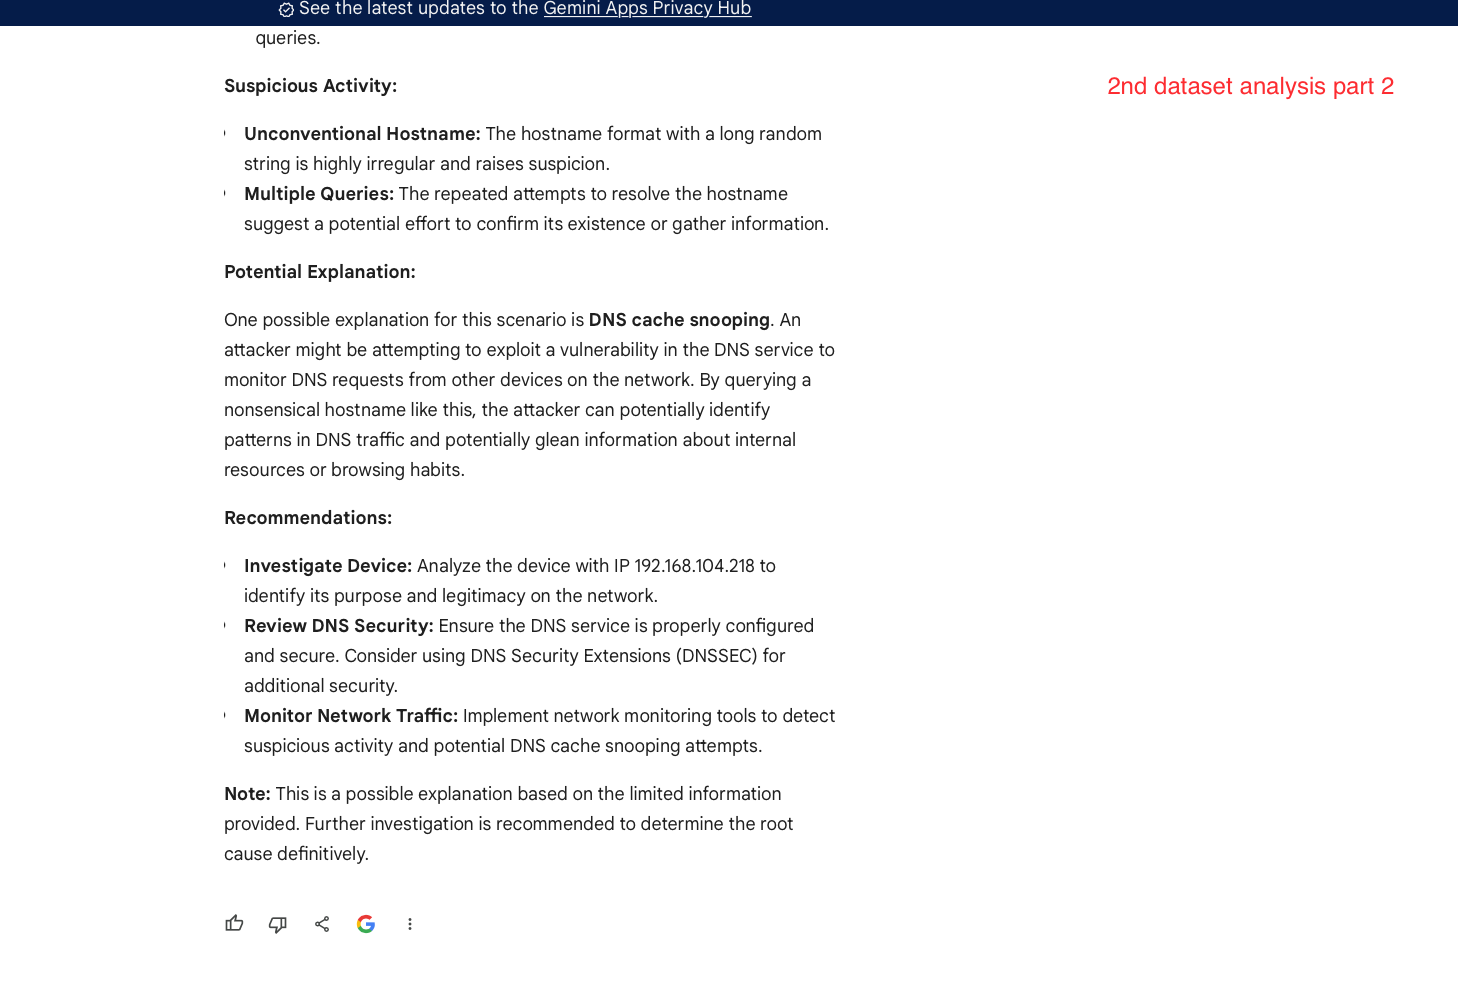 See the latest updates to the Gemini Apps Privacy Hub
queries.
Suspicious Activity:
2nd dataset analysis part 2
Unconventional Hostname: The hostname format with a long random
string is highly irregular and raises suspicion.
Multiple Queries: The repeated attempts to resolve the hostname
suggest a potential effort to confirm its existence or gather information.
Potential Explanation:
One possible explanation for this scenario is DNS cache snooping. An
attacker might be attempting to exploit a vulnerability in the DNS service to
monitor DNS requests from other devices on the network. By querying a
nonsensical hostname like this, the attacker can potentially identify
patterns in DNS traffic and potentially glean information about internal
resources or browsing habits.
Recommendations:
Investigate Device: Analyze the device with IP 192.168.104.218 to
identify its purpose and legitimacy on the network.
Review DNS Security: Ensure the DNS service is properly configured
and secure. Consider using DNS Security Extensions (DNSSEC) for
additional security.
Monitor Network Traffic: Implement network monitoring tools to detect
suspicious activity and potential DNS cache snooping attempts.
Note: This is a possible explanation based on the limited information
provided. Further investigation is recommended to determine the root
cause definitively.